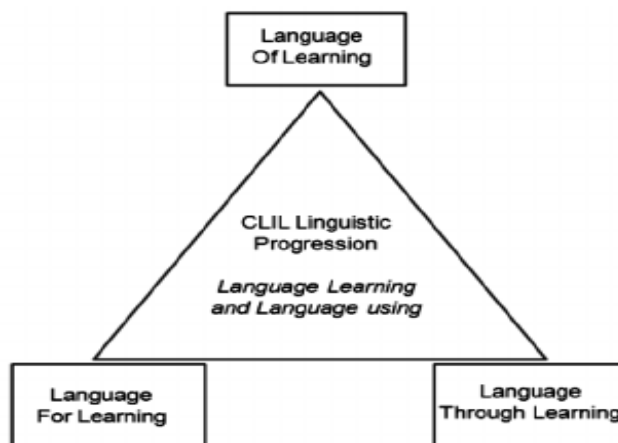 Language
Of Learning
CLIL Linguistic
Progression
Language Learning
and Language using
Language
For Learning
Language
Through Learning